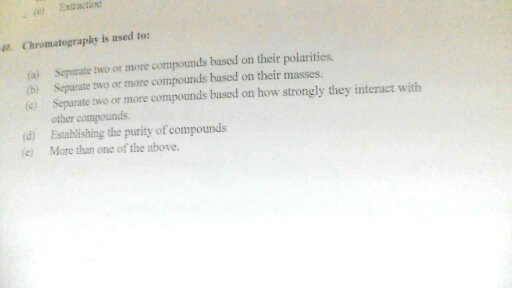 (e) Extraction
40. Chromatography is used to:
(a) Separate two or more compounds based on their polarities.
(b) Separate two or more compounds based on their masses.
(c) Separate two or more compounds based on how strongly they interact with
other compounds.
(d) Establishing the purity of compounds
(e) More than one of the above.